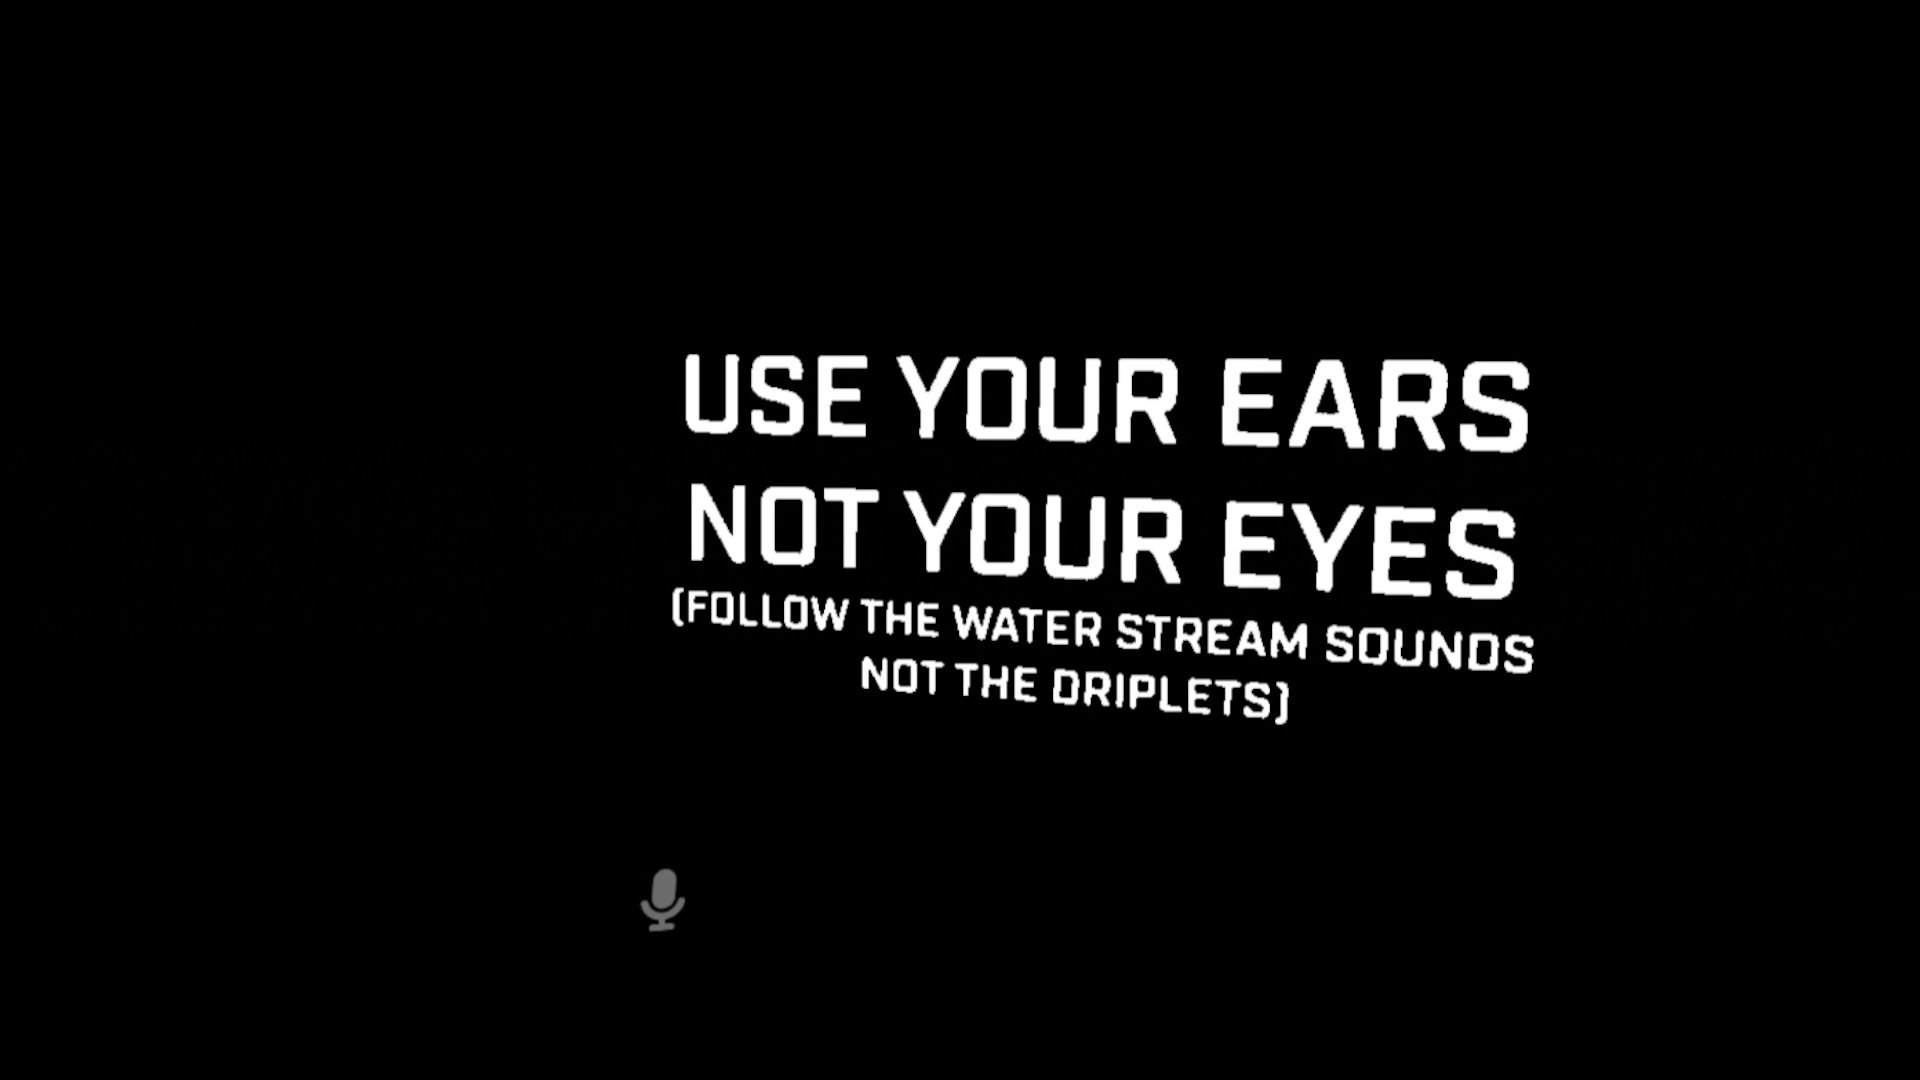 USE YOUR EARS
NOT YOUR EYES
(FOLLOW THE WATER STREAM SOUNDS
NOT THE DRIPLETS)